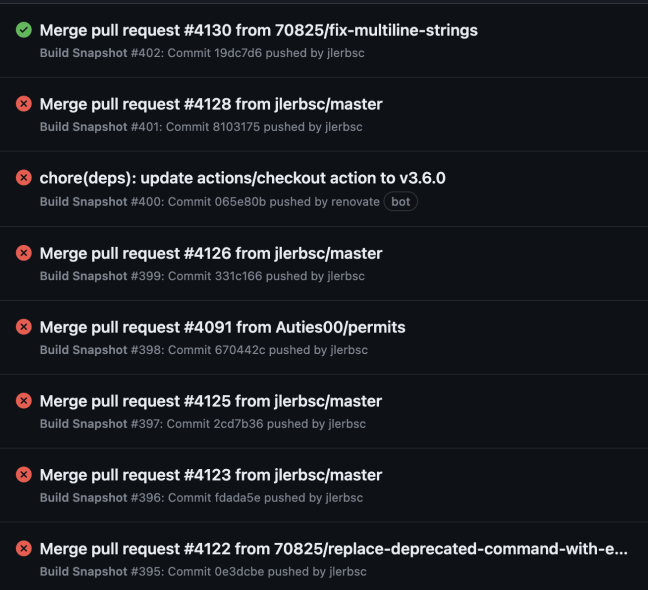 Merge pull request #4130 from 70825/fix-multiline-strings
Build Snapshot #402: Commit 19dc7d6 pushed by jlerbsc
Merge pull request #4128 from jlerbsc/master
Build Snapshot #401: Commit 8103175 pushed by jlerbsc
chore(deps): update actions/checkout action to v3.6.0
Build Snapshot #400: Commit 065e80b pushed by renovate bot
Merge pull request #4126 from jlerbsc/master
Build Snapshot #399: Commit 331c166 pushed by jlerbsc
Merge pull request #4091 from Auties00/permits
Build Snapshot #398: Commit 670442c pushed by jlerbsc
Merge pull request #4125 from jlerbsc/master
Build Snapshot #397: Commit 2cd7b36 pushed by jlerbsc
Merge pull request #4123 from jlerbsc/master
Build Snapshot #396: Commit fdada5e pushed by jlerbsc
Merge pull request #4122 from 70825/replace-deprecated-command-with-e...
Build Snapshot #395: Commit 0e3dcbe pushed by jlerbsc